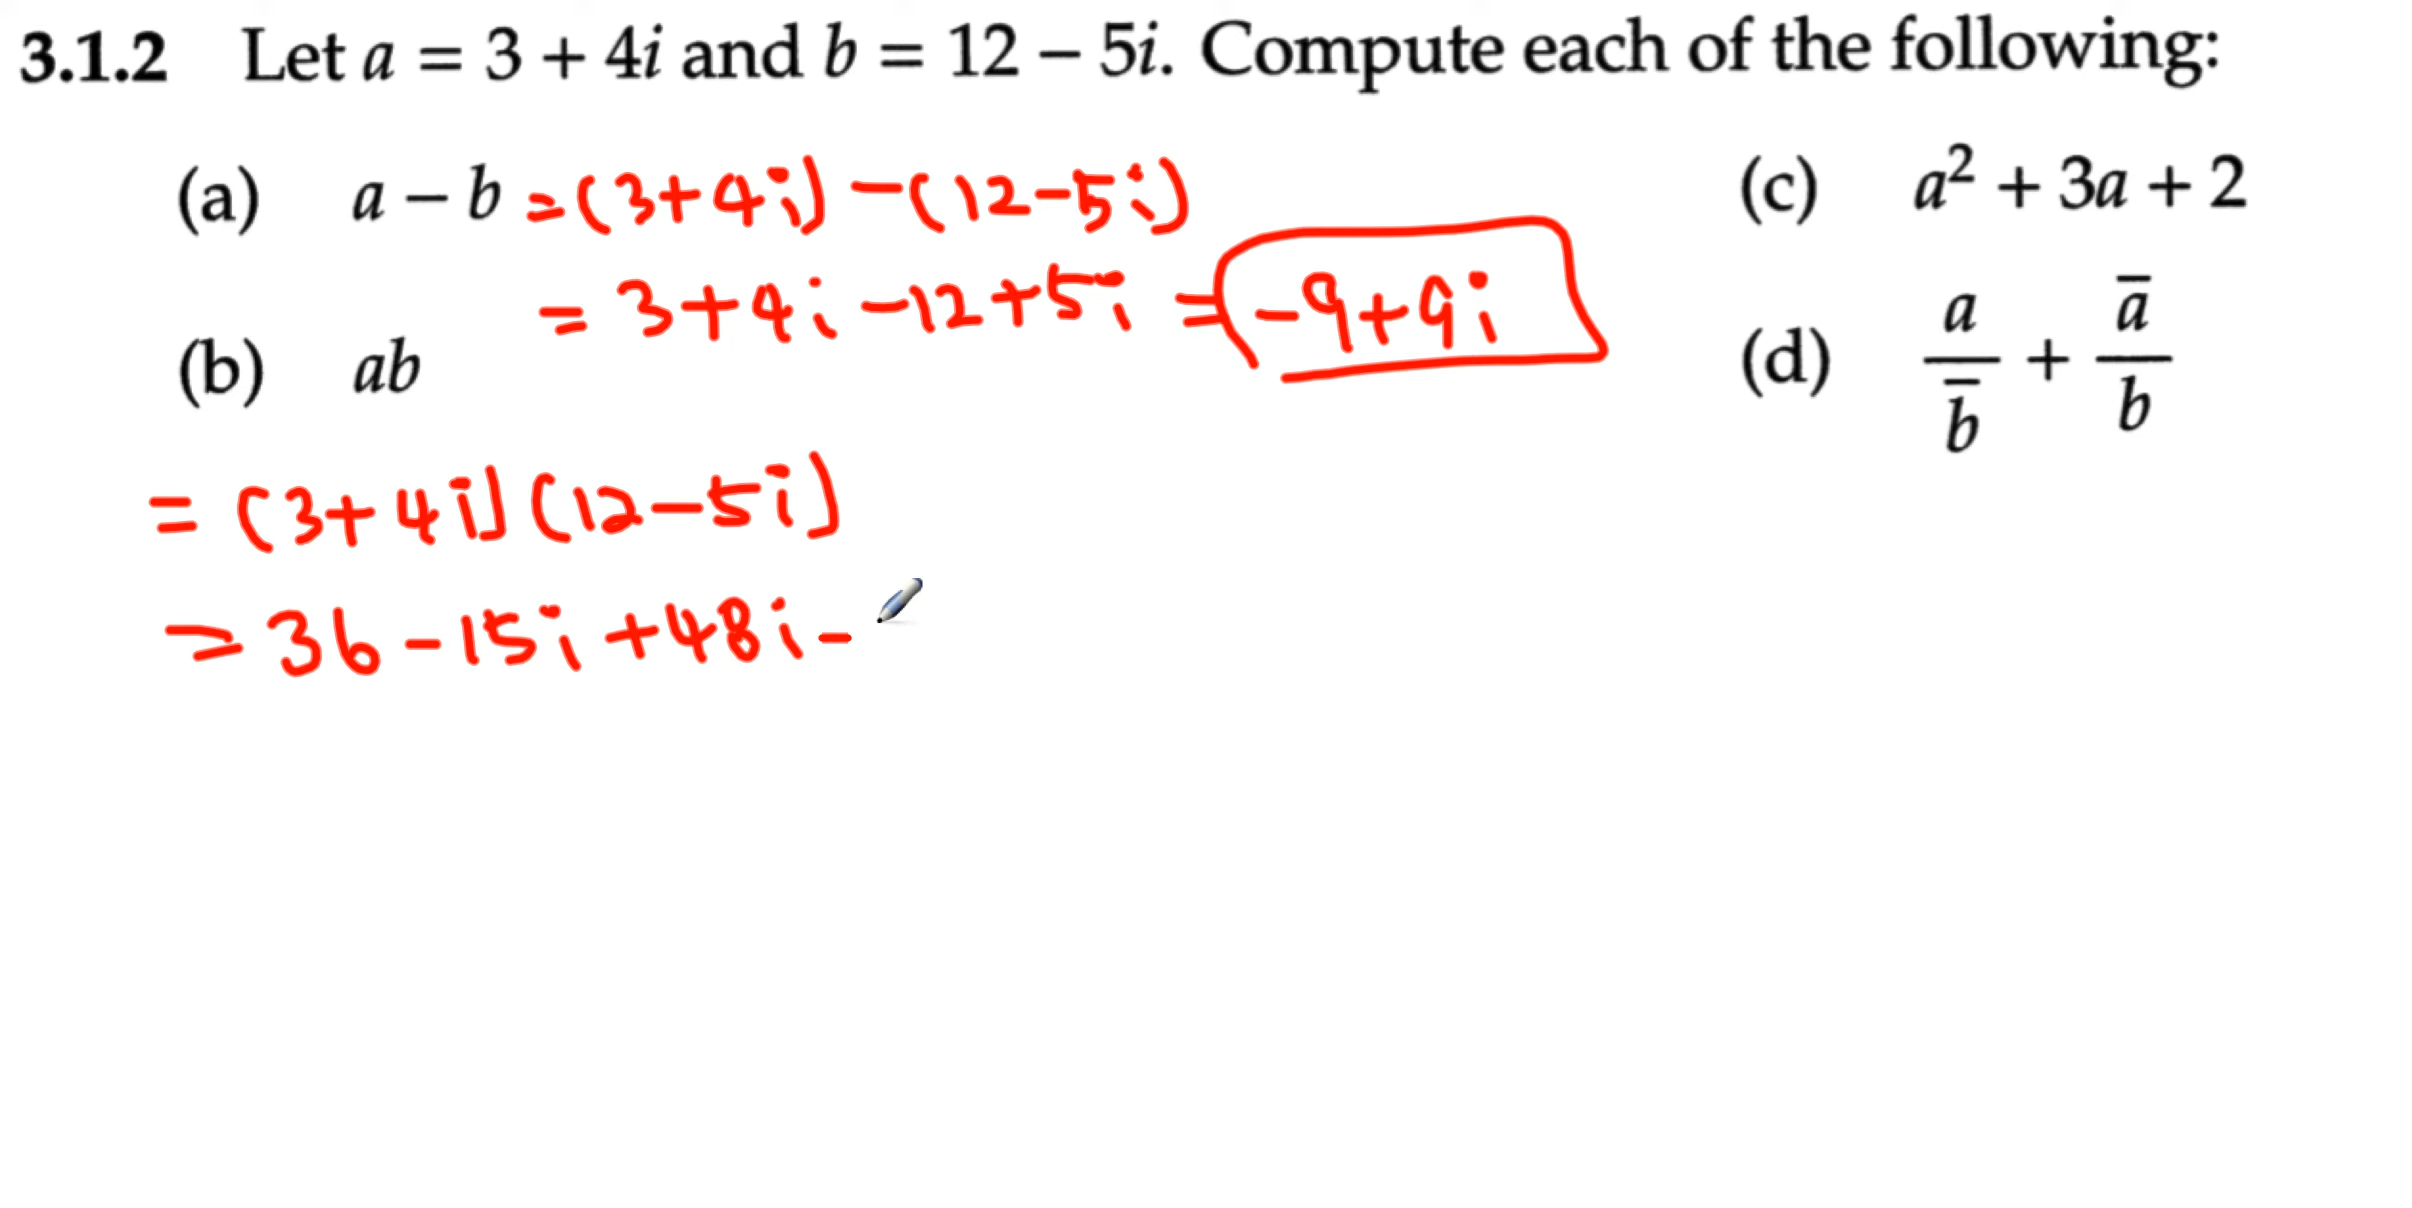 3.1.2 Let a = 3 + 4i and b = 12 − 5i. Compute each of the following:
(a) a − b = (3+4i) −(12−5i)
= 3+4i −12+5i = −9+9i
(b) ab
= (3+4i)(12−5i)
= 36 −15i +48i −
(c) a² + 3a + 2
(d) a/b̅ + a̅/b